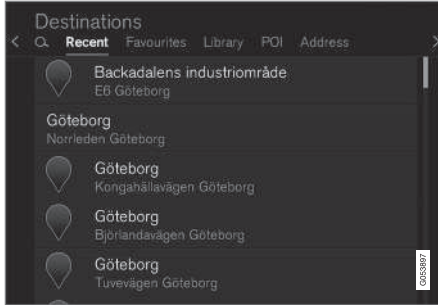 Destinations
Recent Favourites Library POI Address
Backadalens industriområde
E6 Göteborg
Göteborg
Norrleden Göteborg
Göteborg
Kongahällavägen Göteborg
Göteborg
Björlandavägen Göteborg
Göteborg
Tuvevägen Göteborg
G053897